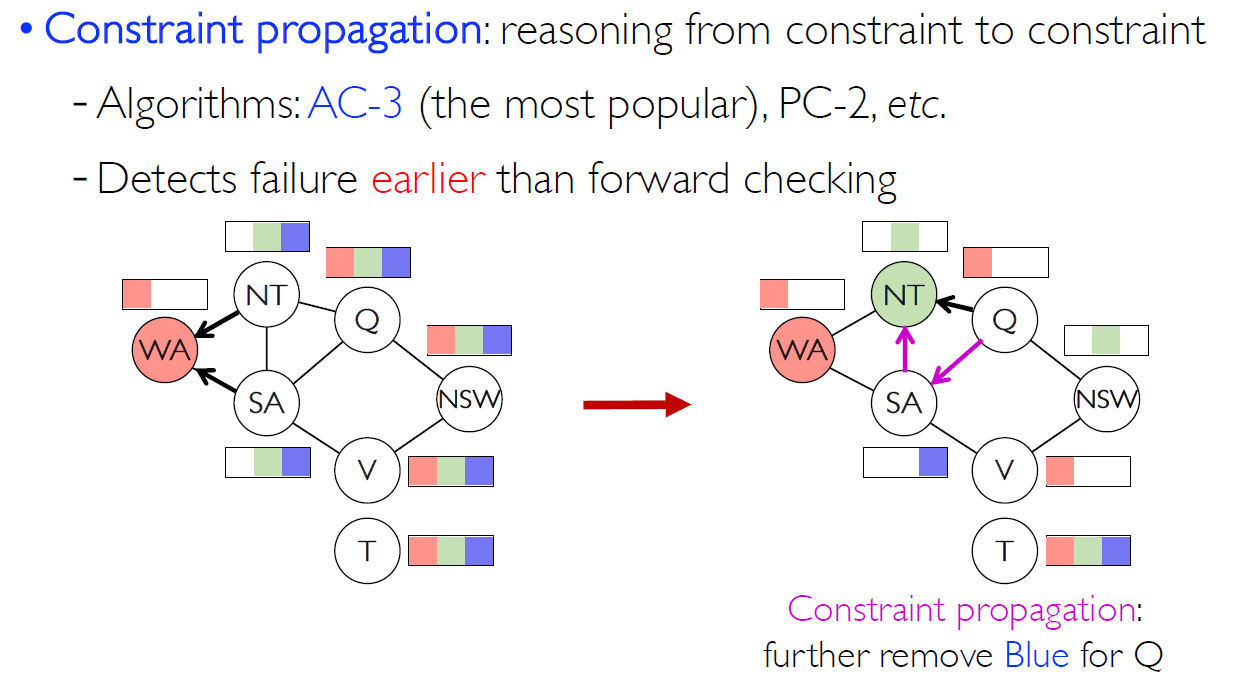 • Constraint propagation: reasoning from constraint to constraint
- Algorithms: AC-3 (the most popular), PC-2, etc.
- Detects failure earlier than forward checking
NT
Q
WA
SA
NSW
V
T
NT
Q
WA
SA
NSW
V
T
Constraint propagation:
further remove Blue for Q